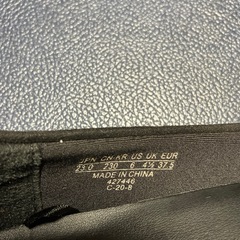 JPN CN·KR US UK EUR
23.0 230 6 4½ 37.5
MADE IN CHINA
427446
C-20-8